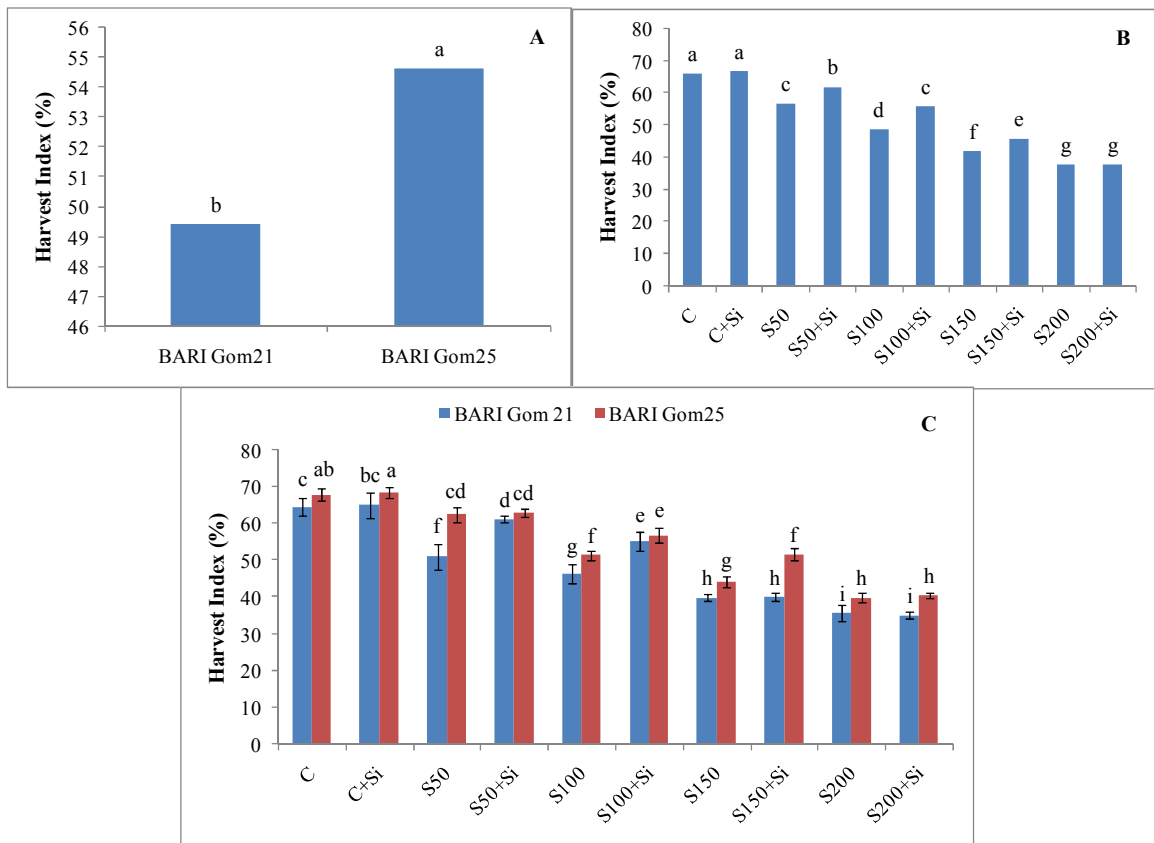 A
Harvest Index (%)
56
55
54
53
52
51
50
49
48
47
46
b
a
BARI Gom21
BARI Gom25
B
Harvest Index (%)
80
70
60
50
40
30
20
10
0
a
a
c
b
d
c
f
e
g
g
C
C+Si
S50
S50+Si
S100
S100+Si
S150
S150+Si
S200
S200+Si
BARI Gom 21
BARI Gom25
C
Harvest Index (%)
80
70
60
50
40
30
20
10
0
c
ab
bc
a
f
cd
d
cd
g
f
e
e
h
g
h
f
i
h
i
h
C
C+Si
S50
S50+Si
S100
S100+Si
S150
S150+Si
S200
S200+Si